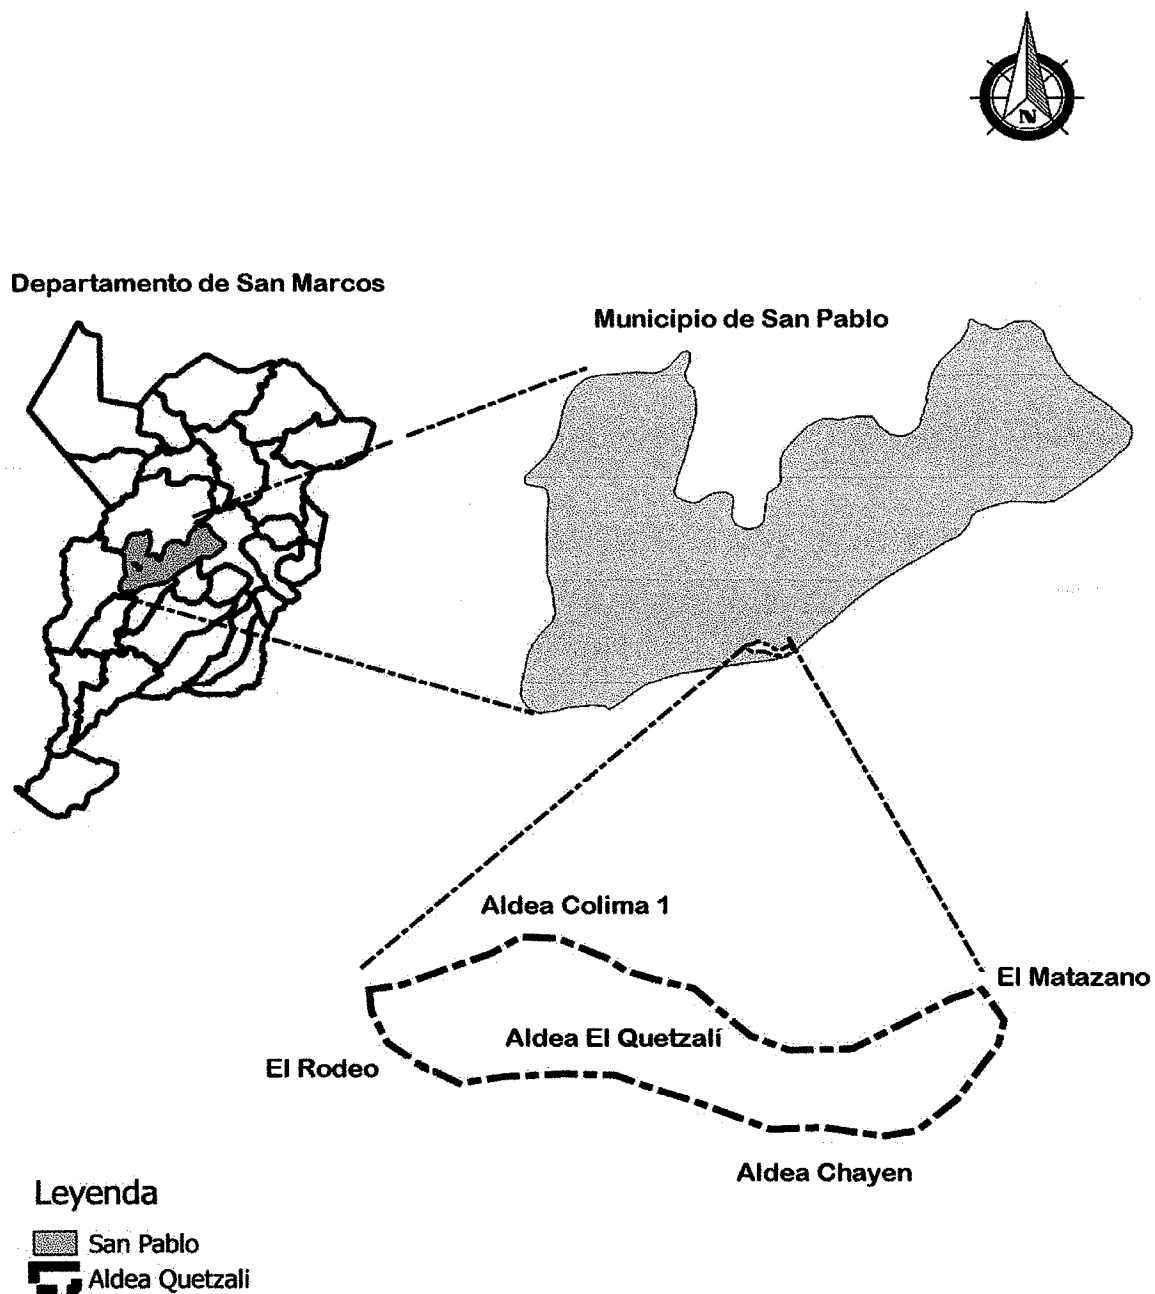 N
Departamento de San Marcos
Municipio de San Pablo
Aldea Colima 1
El Matazano
Aldea El Quetzalí
El Rodeo
Aldea Chayen
Leyenda
San Pablo
Aldea Quetzali